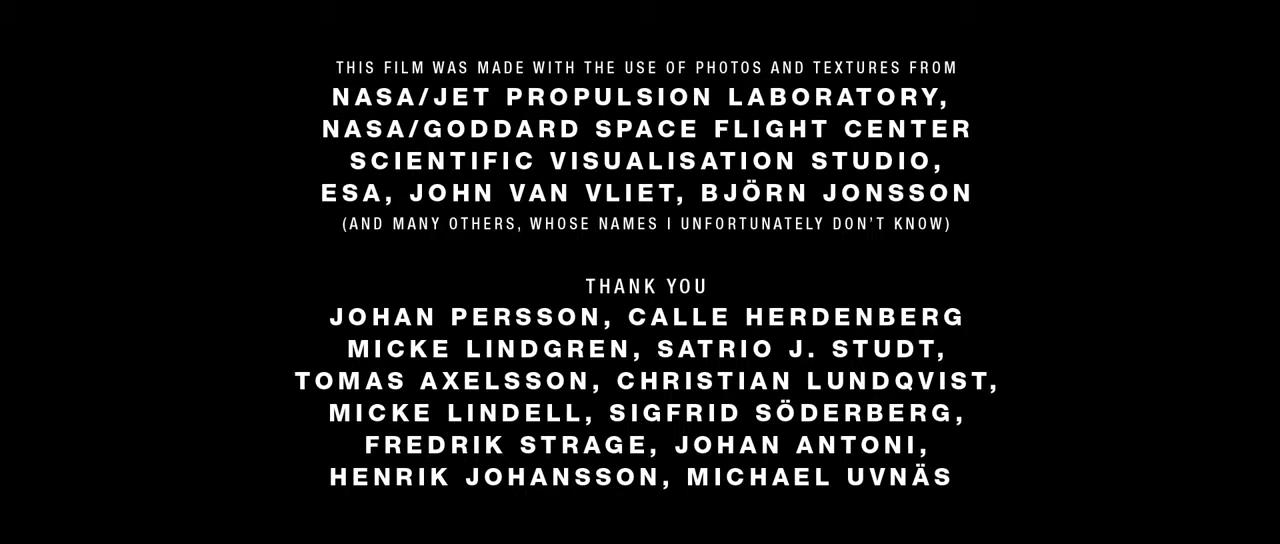 THIS FILM WAS MADE WITH THE USE OF PHOTOS AND TEXTURES FROM
NASA/JET PROPULSION LABORATORY,
NASA/GODDARD SPACE FLIGHT CENTER
SCIENTIFIC VISUALISATION STUDIO,
ESA, JOHN VAN VLIET, BJÖRN JONSSON
(AND MANY OTHERS, WHOSE NAMES I UNFORTUNATELY DON’T KNOW)
THANK YOU
JOHAN PERSSON, CALLE HERDENBERG
MICKE LINDGREN, SATRIO J. STUDT,
TOMAS AXELSSON, CHRISTIAN LUNDQVIST,
MICKE LINDELL, SIGFRID SÖDERBERG,
FREDRIK STRAGE, JOHAN ANTONI,
HENRIK JOHANSSON, MICHAEL UVNÄS